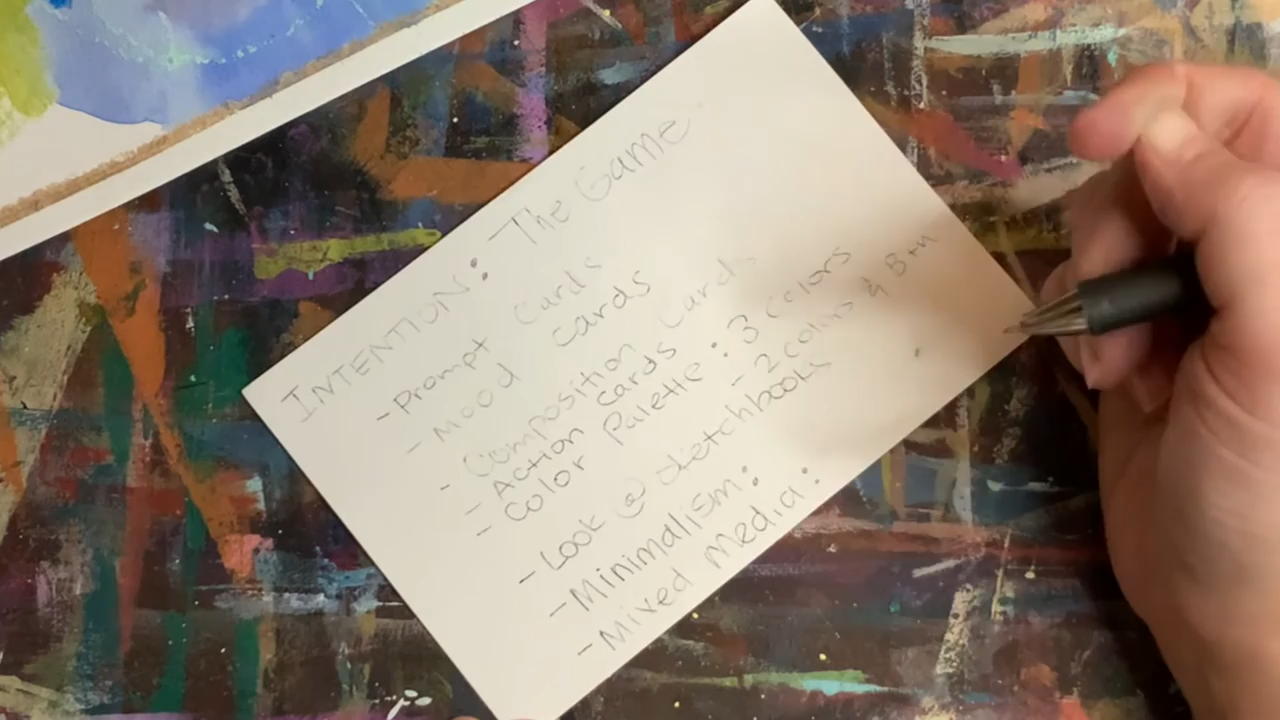 INTENTION: The Game
- Prompt Cards
- Mood Cards
- Composition Cards
- Action Cards
- Color Palette : 3 Colors
- 2 colors & B+W
- Look @ sketchbooks
- Minimalism:
- Mixed Media: